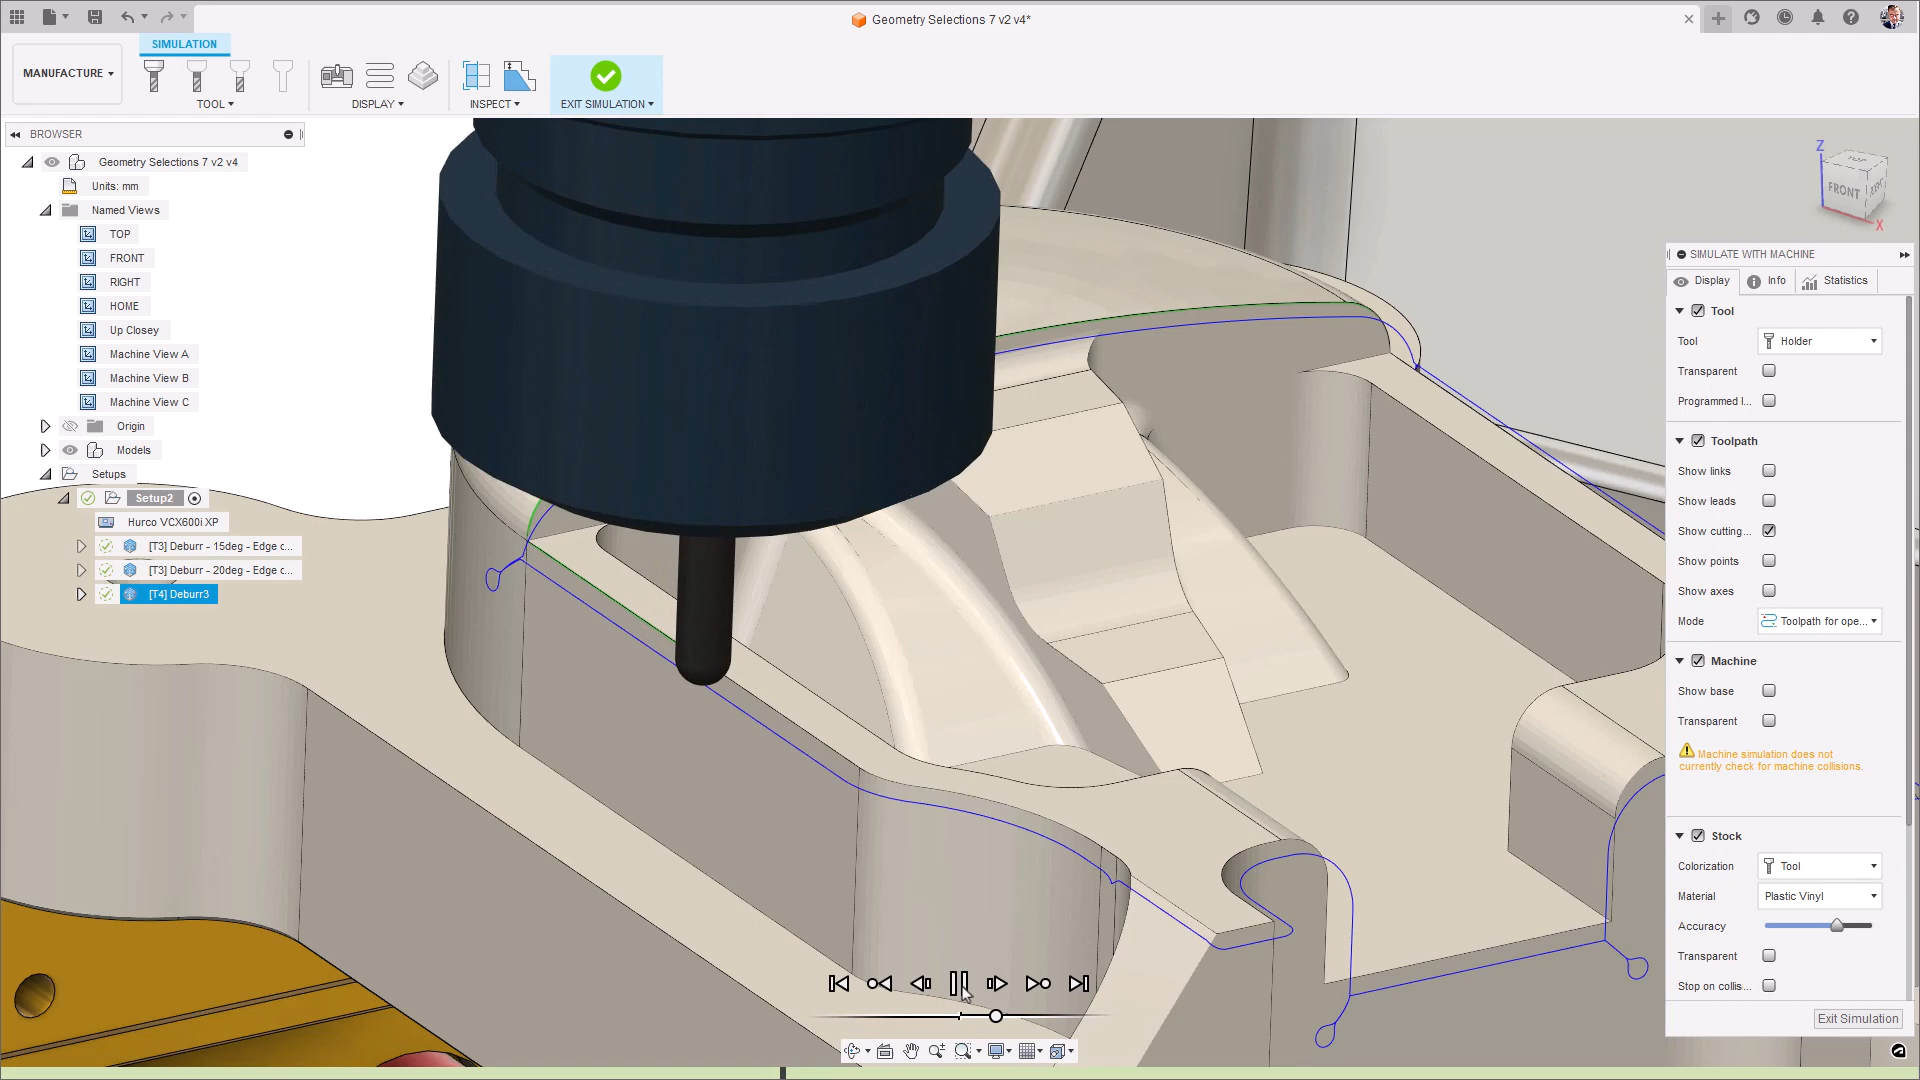 Geometry Selections 7 v2 v4*
MANUFACTURE
SIMULATION
TOOL
DISPLAY
INSPECT
EXIT SIMULATION
BROWSER
Geometry Selections 7 v2 v4
Units: mm
Named Views
TOP
FRONT
RIGHT
HOME
Up Closey
Machine View A
Machine View B
Machine View C
Origin
Models
Setups
Setup2
Hurco VCX600i XP
[T3] Deburr - 15deg - Edge c...
[T3] Deburr - 20deg - Edge c...
[T4] Deburr3
Z
TOP
FRONT
X
SIMULATE WITH MACHINE
Display
Info
Statistics
Tool
Tool
Holder
Transparent
Programmed I...
Toolpath
Show links
Show leads
Show cutting...
Show points
Show axes
Mode
Toolpath for ope...
Machine
Show base
Transparent
Machine simulation does not
currently check for machine collisions.
Stock
Colorization
Tool
Material
Plastic Vinyl
Accuracy
Transparent
Stop on collis...
Exit Simulation